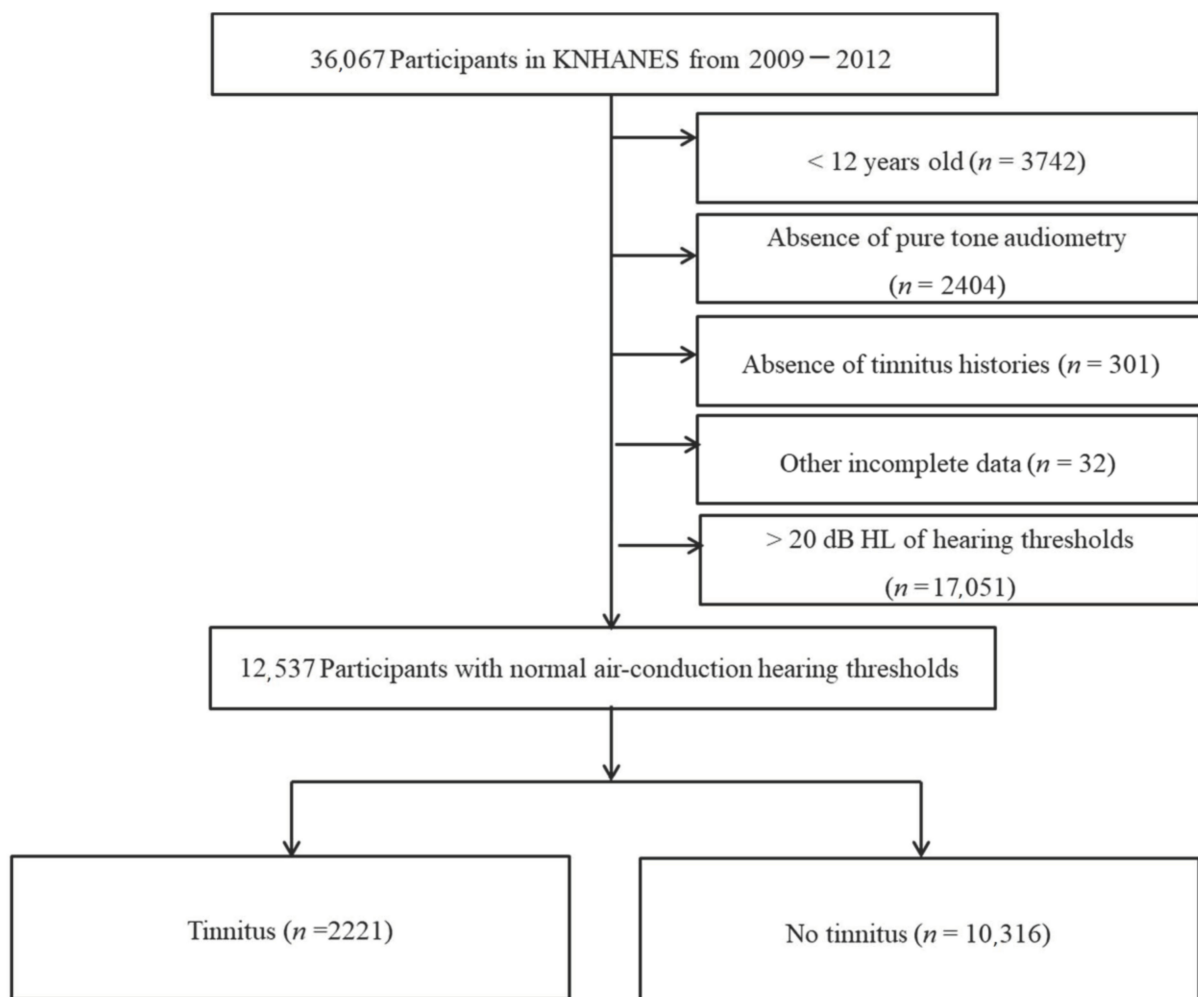 36,067 Participants in KNHANES from 2009－2012
< 12 years old (n = 3742)
Absence of pure tone audiometry
(n = 2404)
Absence of tinnitus histories (n = 301)
Other incomplete data (n = 32)
> 20 dB HL of hearing thresholds
(n =17,051)
12,537 Participants with normal air-conduction hearing thresholds
Tinnitus (n =2221)
No tinnitus (n = 10,316)